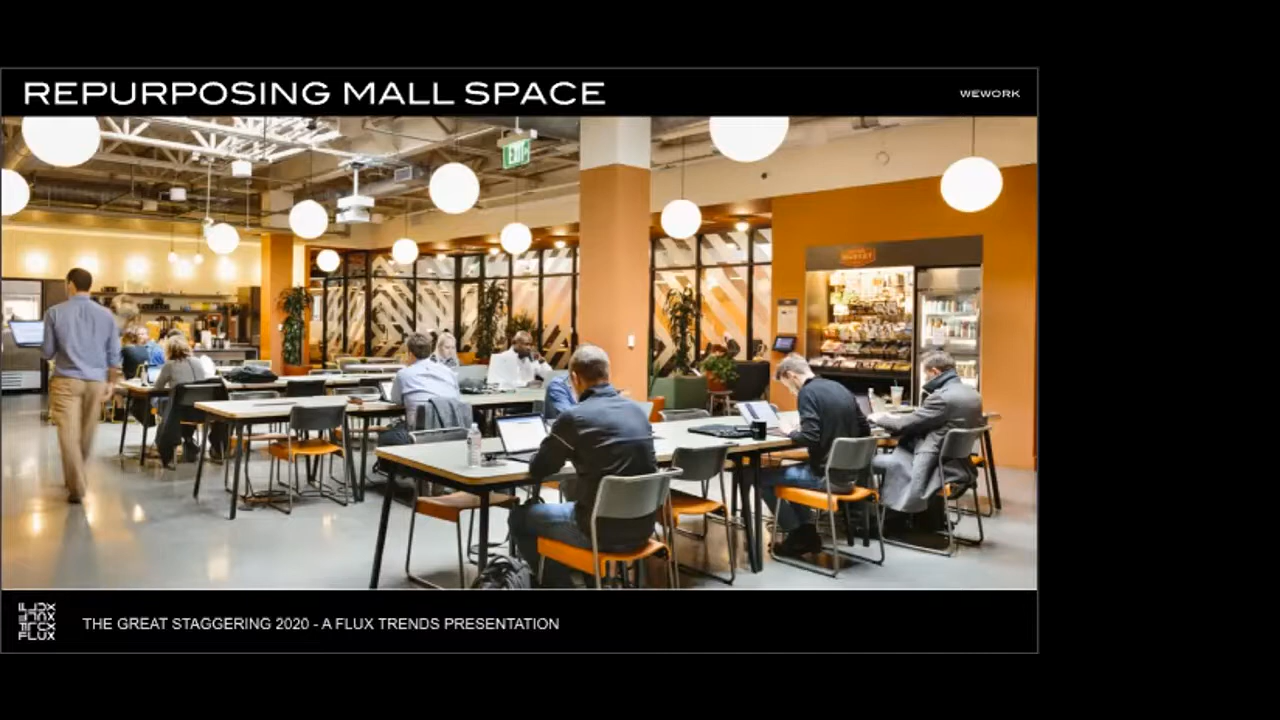 REPURPOSING MALL SPACE
WEWORK
EXIT
FLUX
THE GREAT STAGGERING 2020 - A FLUX TRENDS PRESENTATION